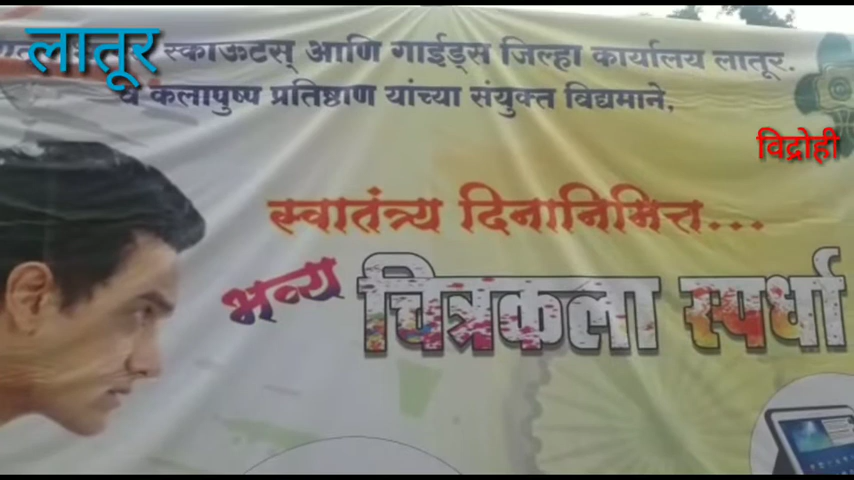 लातूर
स्काऊटस् आणि गाईड्स जिल्हा कार्यालय लातूर.
व कलापुष्प प्रतिष्ठाण यांच्या संयुक्त विद्यमाने,
विद्रोही
स्वातंत्र्य दिनानिमित्त...
भव्य चित्रकला स्पर्धा